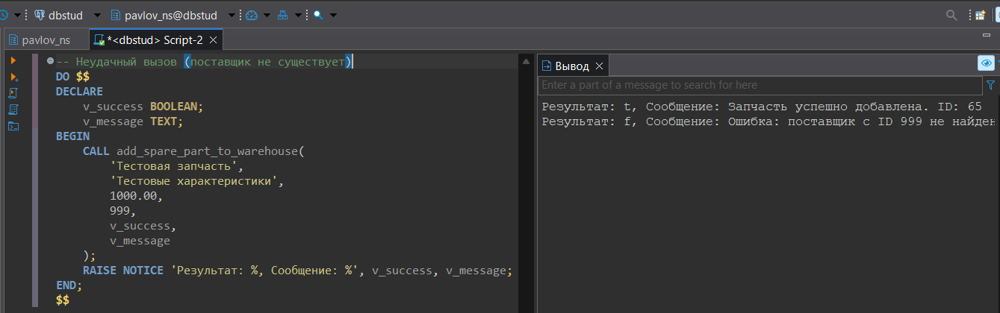 dbstud pavlov_ns@dbstud
pavlov_ns *<dbstud> Script-2
-- Неудачный вызов (поставщик не существует)
DO $$
DECLARE
v_success BOOLEAN;
v_message TEXT;
BEGIN
CALL add_spare_part_to_warehouse(
'Тестовая запчасть',
'Тестовые характеристики',
1000.00,
999,
v_success,
v_message
);
RAISE NOTICE 'Результат: %, Сообщение: %', v_success, v_message;
END;
$$
Вывод
Enter a part of a message to search for here
Результат: t, Сообщение: Запчасть успешно добавлена. ID: 65
Результат: f, Сообщение: Ошибка: поставщик с ID 999 не найден